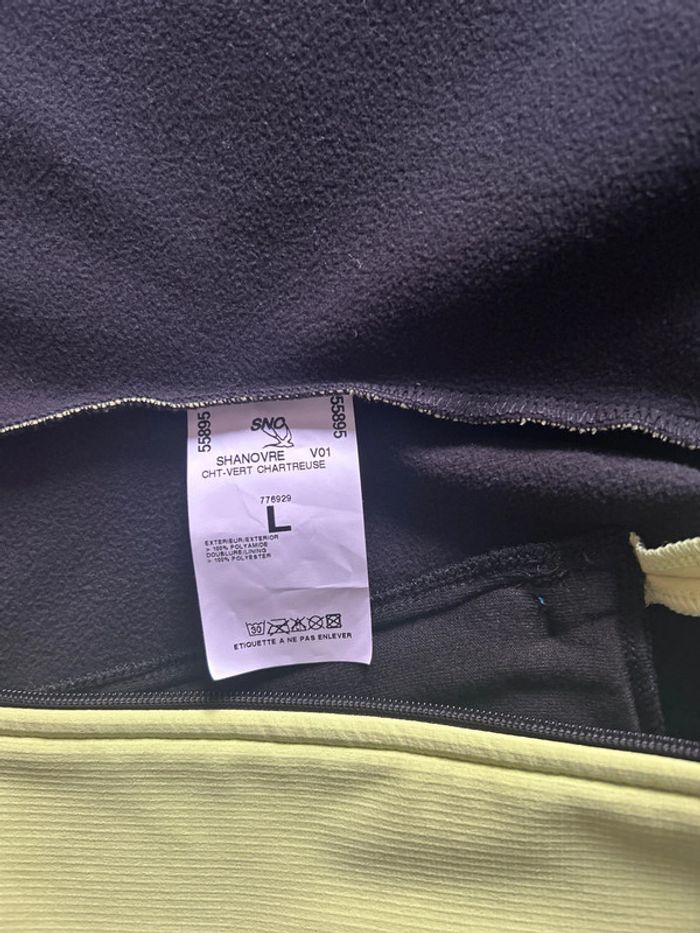 55895
SNO
55895
SHANOVRE V01
CHT-VERT CHARTREUSE
776929
L
EXTERIEUR/EXTERIOR
> 100% POLYAMIDE
DOUBLURE/LINING
> 100% POLYESTER
30
ETIQUETTE A NE PAS ENLEVER